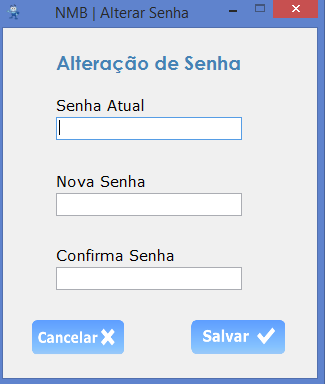 NMB | Alterar Senha
Alteração de Senha
Senha Atual
Nova Senha
Confirma Senha
Cancelar
Salvar